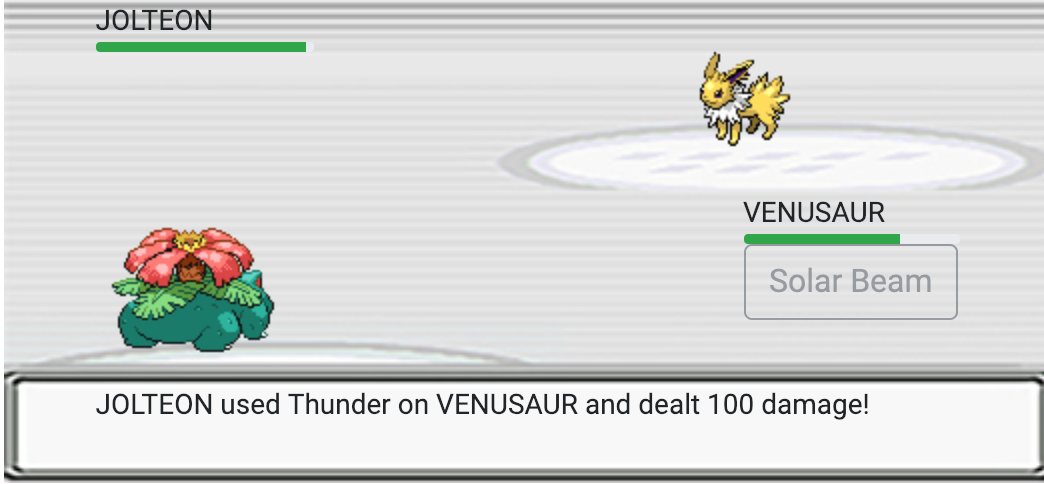 JOLTEON
VENUSAUR
Solar Beam
JOLTEON used Thunder on VENUSAUR and dealt 100 damage!